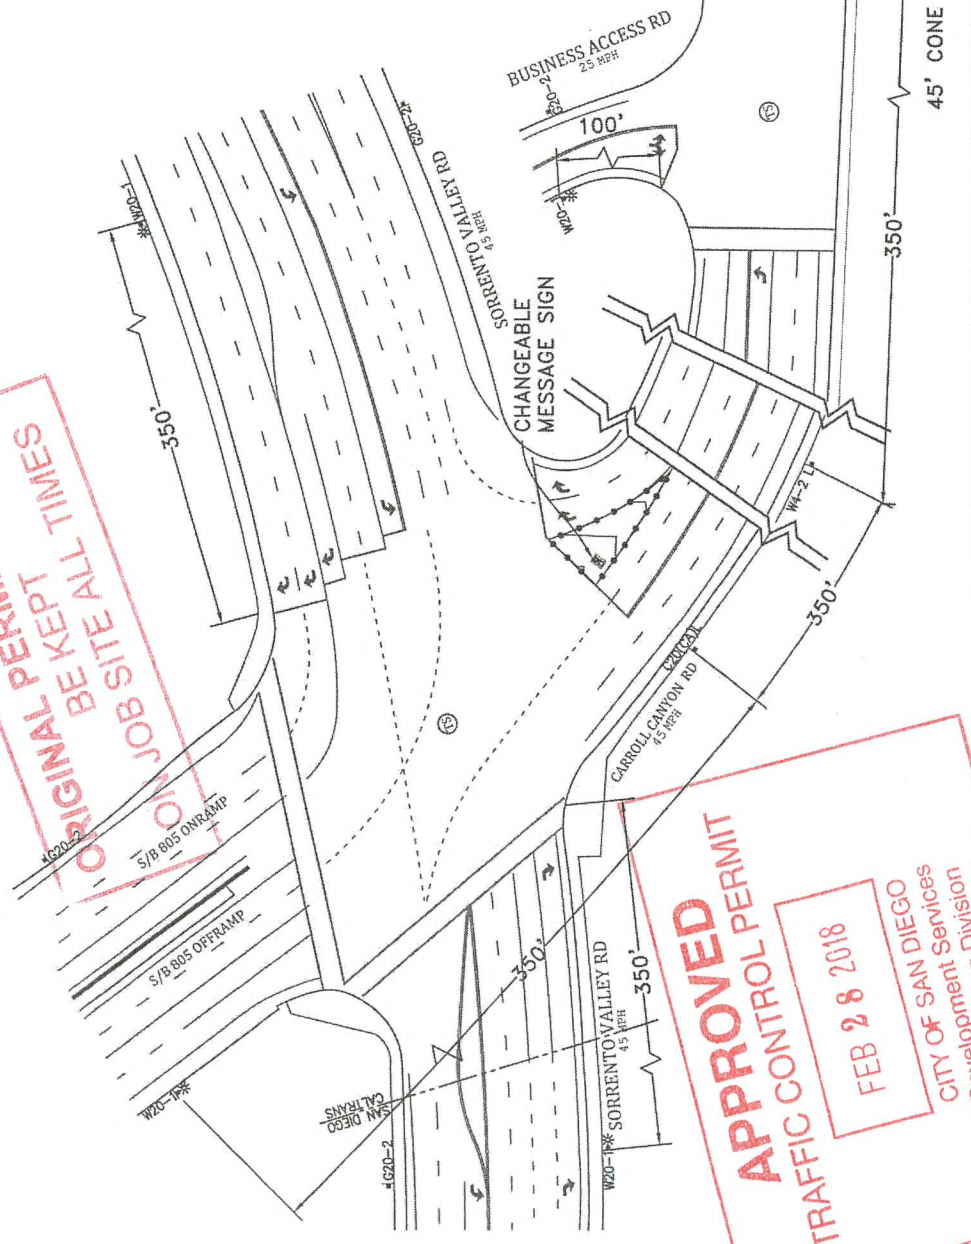 ORIGINAL
BE KEPT
ON JOB SITE ALL TIMES
W20-1
350'
G20-2
SORRENTO VALLEY RD
45 MPH
BUSINESS ACCESS RD
25 MPH
G20-2
100'
TS
45' CONE
CHANGEABLE
MESSAGE SIGN
350'
W4-2 L
350'
C20(CA)L
CARROLL CANYON RD
45 MPH
TS
G20-2
S/B 805 ONRAMP
S/B 805 OFFRAMP
W20-1
SAN DIEGO
CALTRANS
G20-2
350'
350'
SORRENTO VALLEY RD
45 MPH
W20-1
APPROVED
TRAFFIC CONTROL PERMIT
FEB 28 2018
CITY OF SAN DIEGO
Services
Division